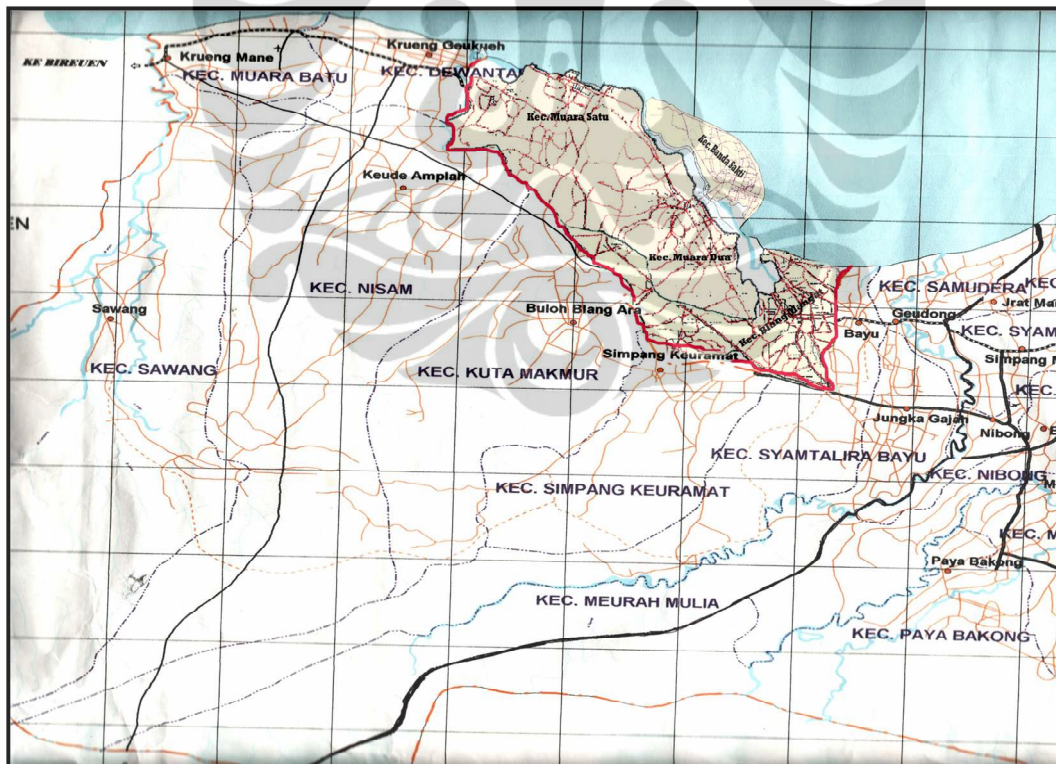 Krueng Geukueh
KE BIREUEN
Krueng Mane
KEC. MUARA BATU
KEC. DEWANTA
Kec. Muara Satu
Kec. Banda Sakti
Keude Amplah
EN
Kec. Muara Dua
KEC. NISAM
KEC. SAMUDERA
KEC
Jrat Ma
Sawang
Buloh Blang Ara
Geudong
Bayu
KEC. SYAM
Simpang Keuramat
Simpang M
KEC. SAWANG
KEC. KUTA MAKMUR
KEC.
Jungka Gajah
Nibong
B
KEC. SYAMTALIRA BAYU
KEC. NIBONG
M
KEC. SIMPANG KEURAMAT
KEC. M
Paya Bakong
KEC. MEURAH MULIA
KEC. PAYA BAKONG